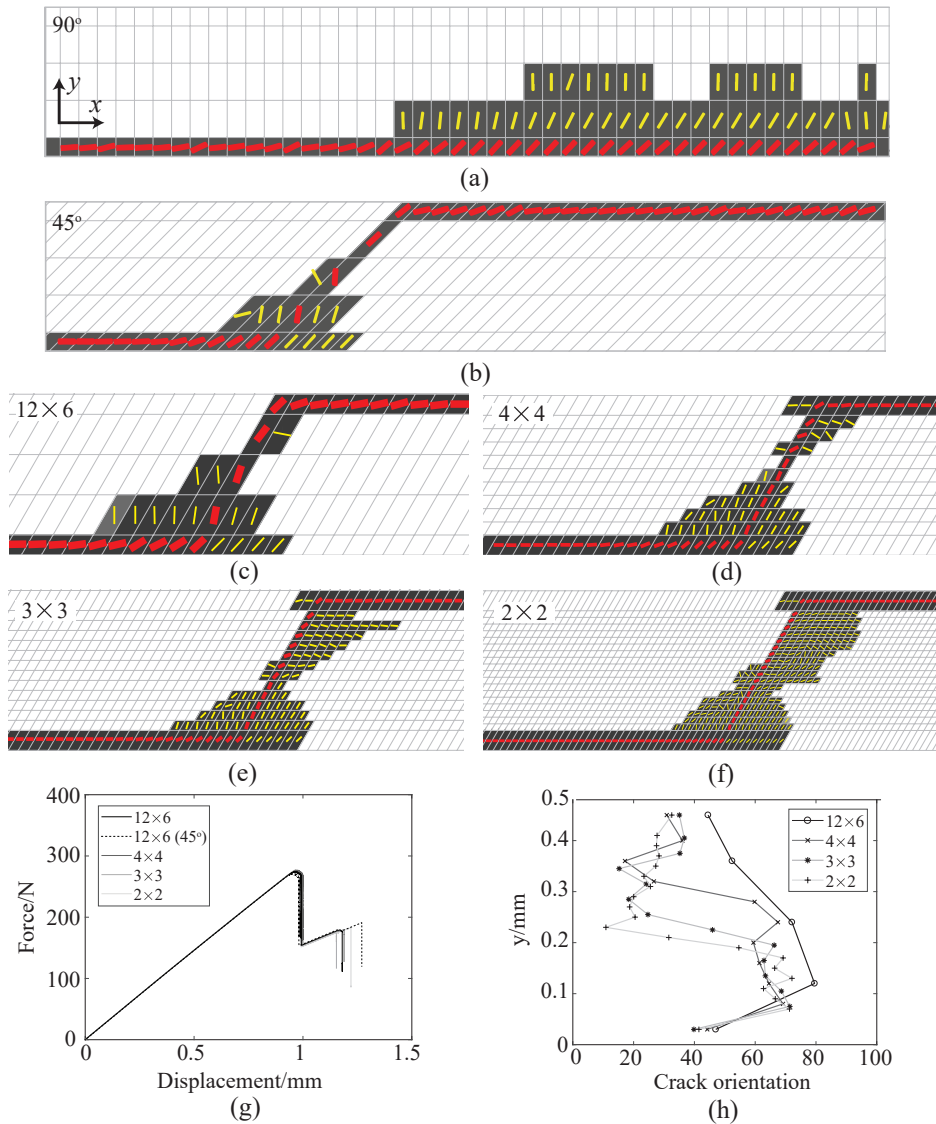 90°
y
x
(a)
45°
(b)
12×6
4×4
(c)
(d)
3×3
2×2
(e)
(f)
400
300
200
100
0
Force/N
12×6
12×6 (45°)
4×4
3×3
2×2
0
0.5
1
1.5
Displacement/mm
(g)
0.5
0.4
0.3
0.2
0.1
0
y/mm
12×6
4×4
3×3
2×2
0
20
40
60
80
100
Crack orientation
(h)